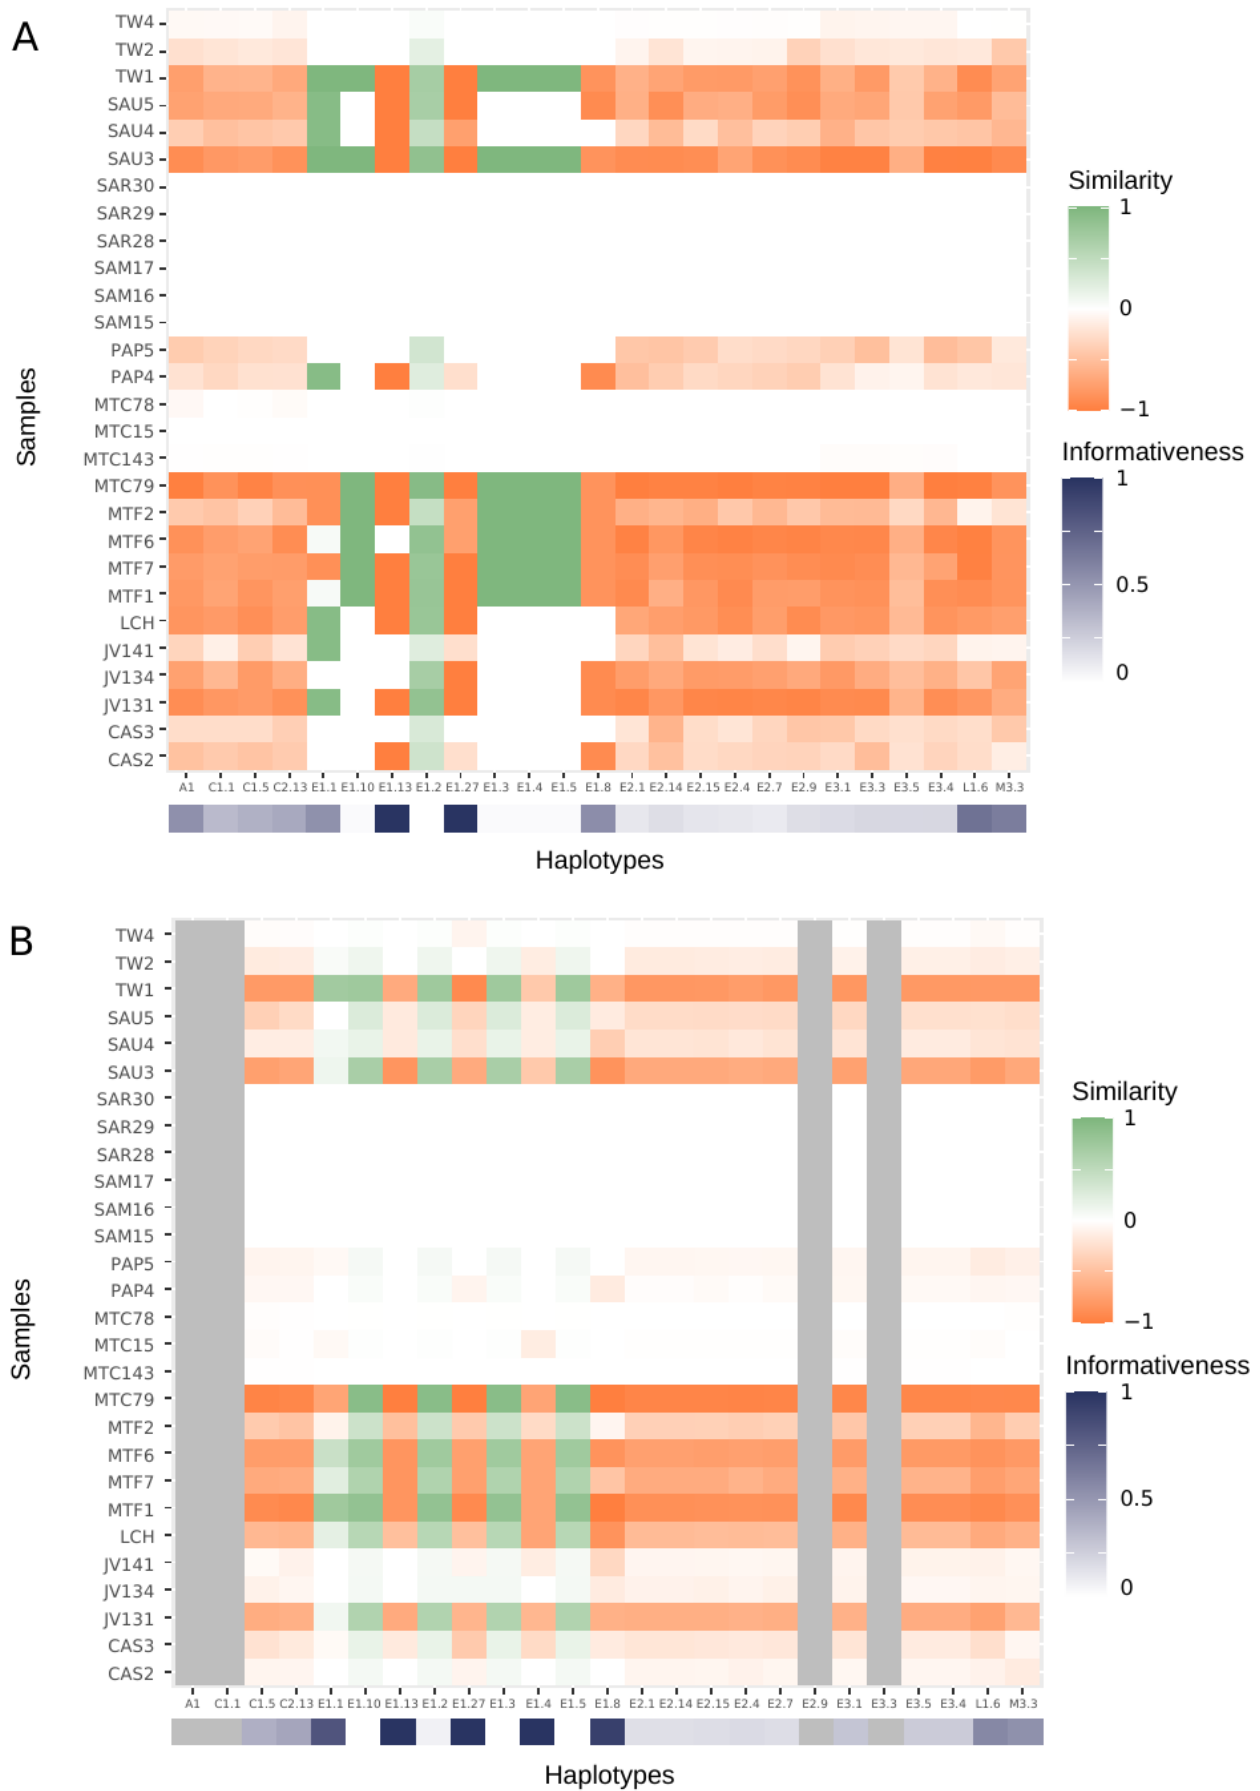 A
TW4
TW2
TW1
SAU5
SAU4
SAU3
SAR30
SAR29
SAR28
SAM17
SAM16
SAM15
PAP5
PAP4
MTC78
MTC15
MTC143
MTC79
MTF2
MTF6
MTF7
MTF1
LCH
JV141
JV134
JV131
CAS3
CAS2
Samples
A1 C1.1 C1.5 C2.13 E1.1 E1.10 E1.13 E1.2 E1.27 E1.3 E1.4 E1.5 E1.8 E2.1 E2.14 E2.15 E2.4 E2.7 E2.9 E3.1 E3.3 E3.5 E3.4 L1.6 M3.3
Haplotypes
Similarity
1
0
−1
Informativeness
1
0.5
0
B
TW4
TW2
TW1
SAU5
SAU4
SAU3
SAR30
SAR29
SAR28
SAM17
SAM16
SAM15
PAP5
PAP4
MTC78
MTC15
MTC143
MTC79
MTF2
MTF6
MTF7
MTF1
LCH
JV141
JV134
JV131
CAS3
CAS2
Samples
A1 C1.1 C1.5 C2.13 E1.1 E1.10 E1.13 E1.2 E1.27 E1.3 E1.4 E1.5 E1.8 E2.1 E2.14 E2.15 E2.4 E2.7 E2.9 E3.1 E3.3 E3.5 E3.4 L1.6 M3.3
Haplotypes
Similarity
1
0
−1
Informativeness
1
0.5
0